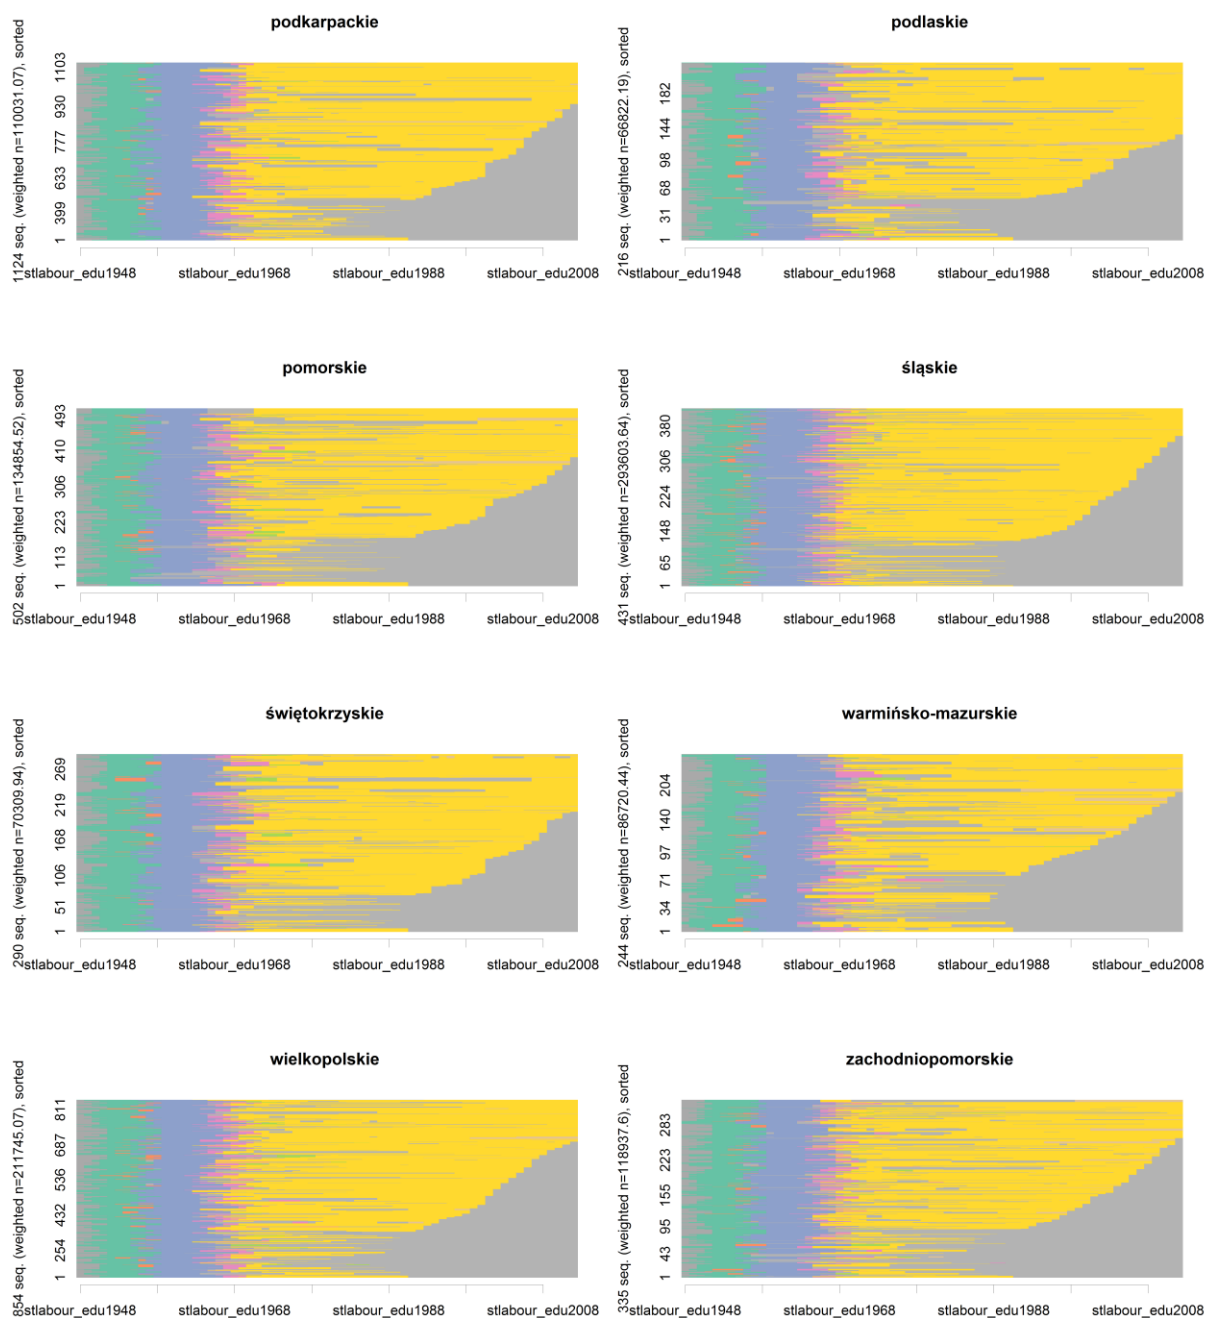 podkarpackie
1124 seq. (weighted n=110031.07), sorted
1 399 633 777 930 1103
stlabour_edu1948 stlabour_edu1968 stlabour_edu1988 stlabour_edu2008
podlaskie
216 seq. (weighted n=66822.19), sorted
1 31 68 98 144 182
stlabour_edu1948 stlabour_edu1968 stlabour_edu1988 stlabour_edu2008
pomorskie
502 seq. (weighted n=134854.52), sorted
1 113 223 306 410 493
stlabour_edu1948 stlabour_edu1968 stlabour_edu1988 stlabour_edu2008
śląskie
431 seq. (weighted n=293603.64), sorted
1 65 148 224 306 380
stlabour_edu1948 stlabour_edu1968 stlabour_edu1988 stlabour_edu2008
świętokrzyskie
290 seq. (weighted n=70309.94), sorted
1 51 106 168 219 269
stlabour_edu1948 stlabour_edu1968 stlabour_edu1988 stlabour_edu2008
warmińsko-mazurskie
244 seq. (weighted n=86720.44), sorted
1 34 71 97 140 204
stlabour_edu1948 stlabour_edu1968 stlabour_edu1988 stlabour_edu2008
wielkopolskie
854 seq. (weighted n=211745.07), sorted
1 254 432 536 687 811
stlabour_edu1948 stlabour_edu1968 stlabour_edu1988 stlabour_edu2008
zachodniopomorskie
335 seq. (weighted n=118937.6), sorted
1 43 95 155 223 283
stlabour_edu1948 stlabour_edu1968 stlabour_edu1988 stlabour_edu2008